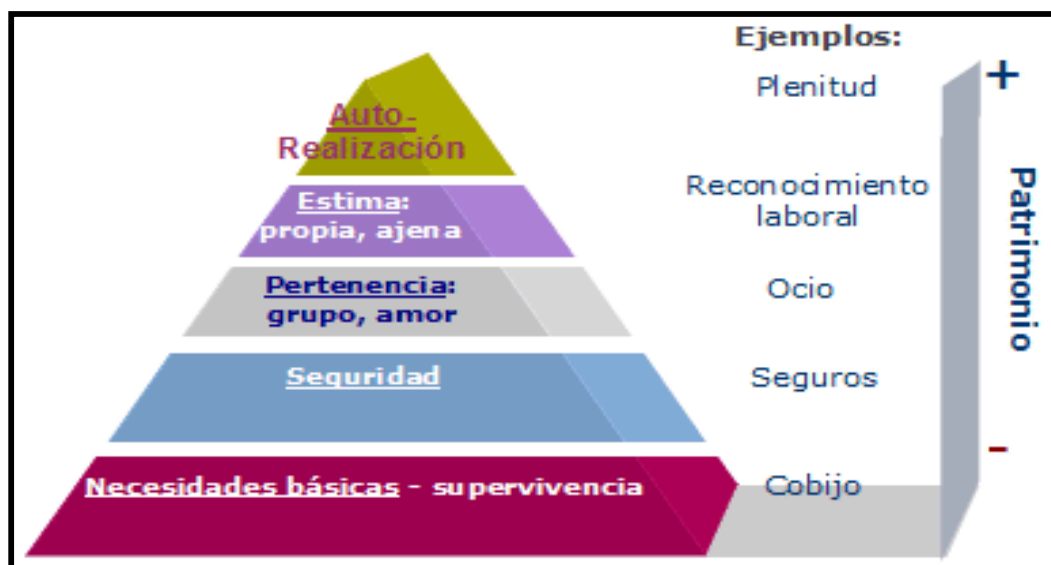 Ejemplos:
Auto-
Realización
Plenitud
+
Estima:
propia, ajena
Reconocimiento
laboral
Pertenencia:
grupo, amor
Ocio
Patrimonio
Seguridad
Seguros
-
Necesidades básicas - supervivencia
Cobijo